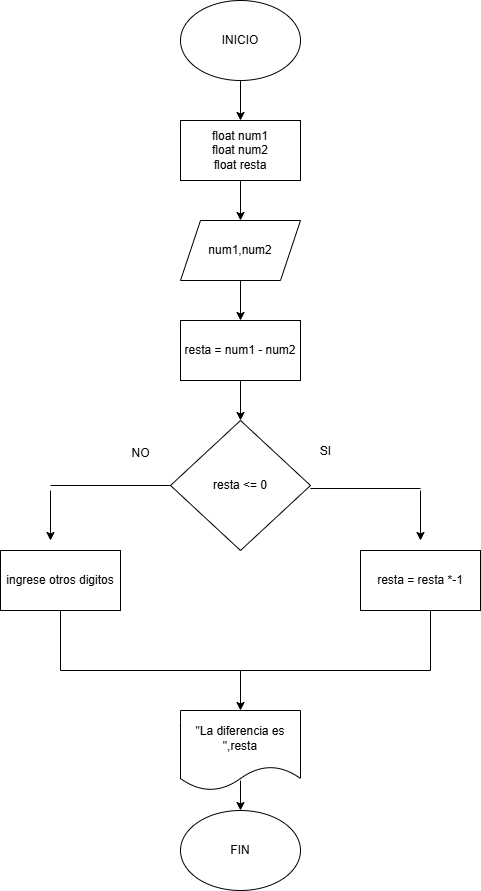 INICIO
float num1
float num2
float resta
num1,num2
resta = num1 - num2
NO
SI
resta <= 0
ingrese otros digitos
resta = resta *-1
"La diferencia es
",resta
FIN